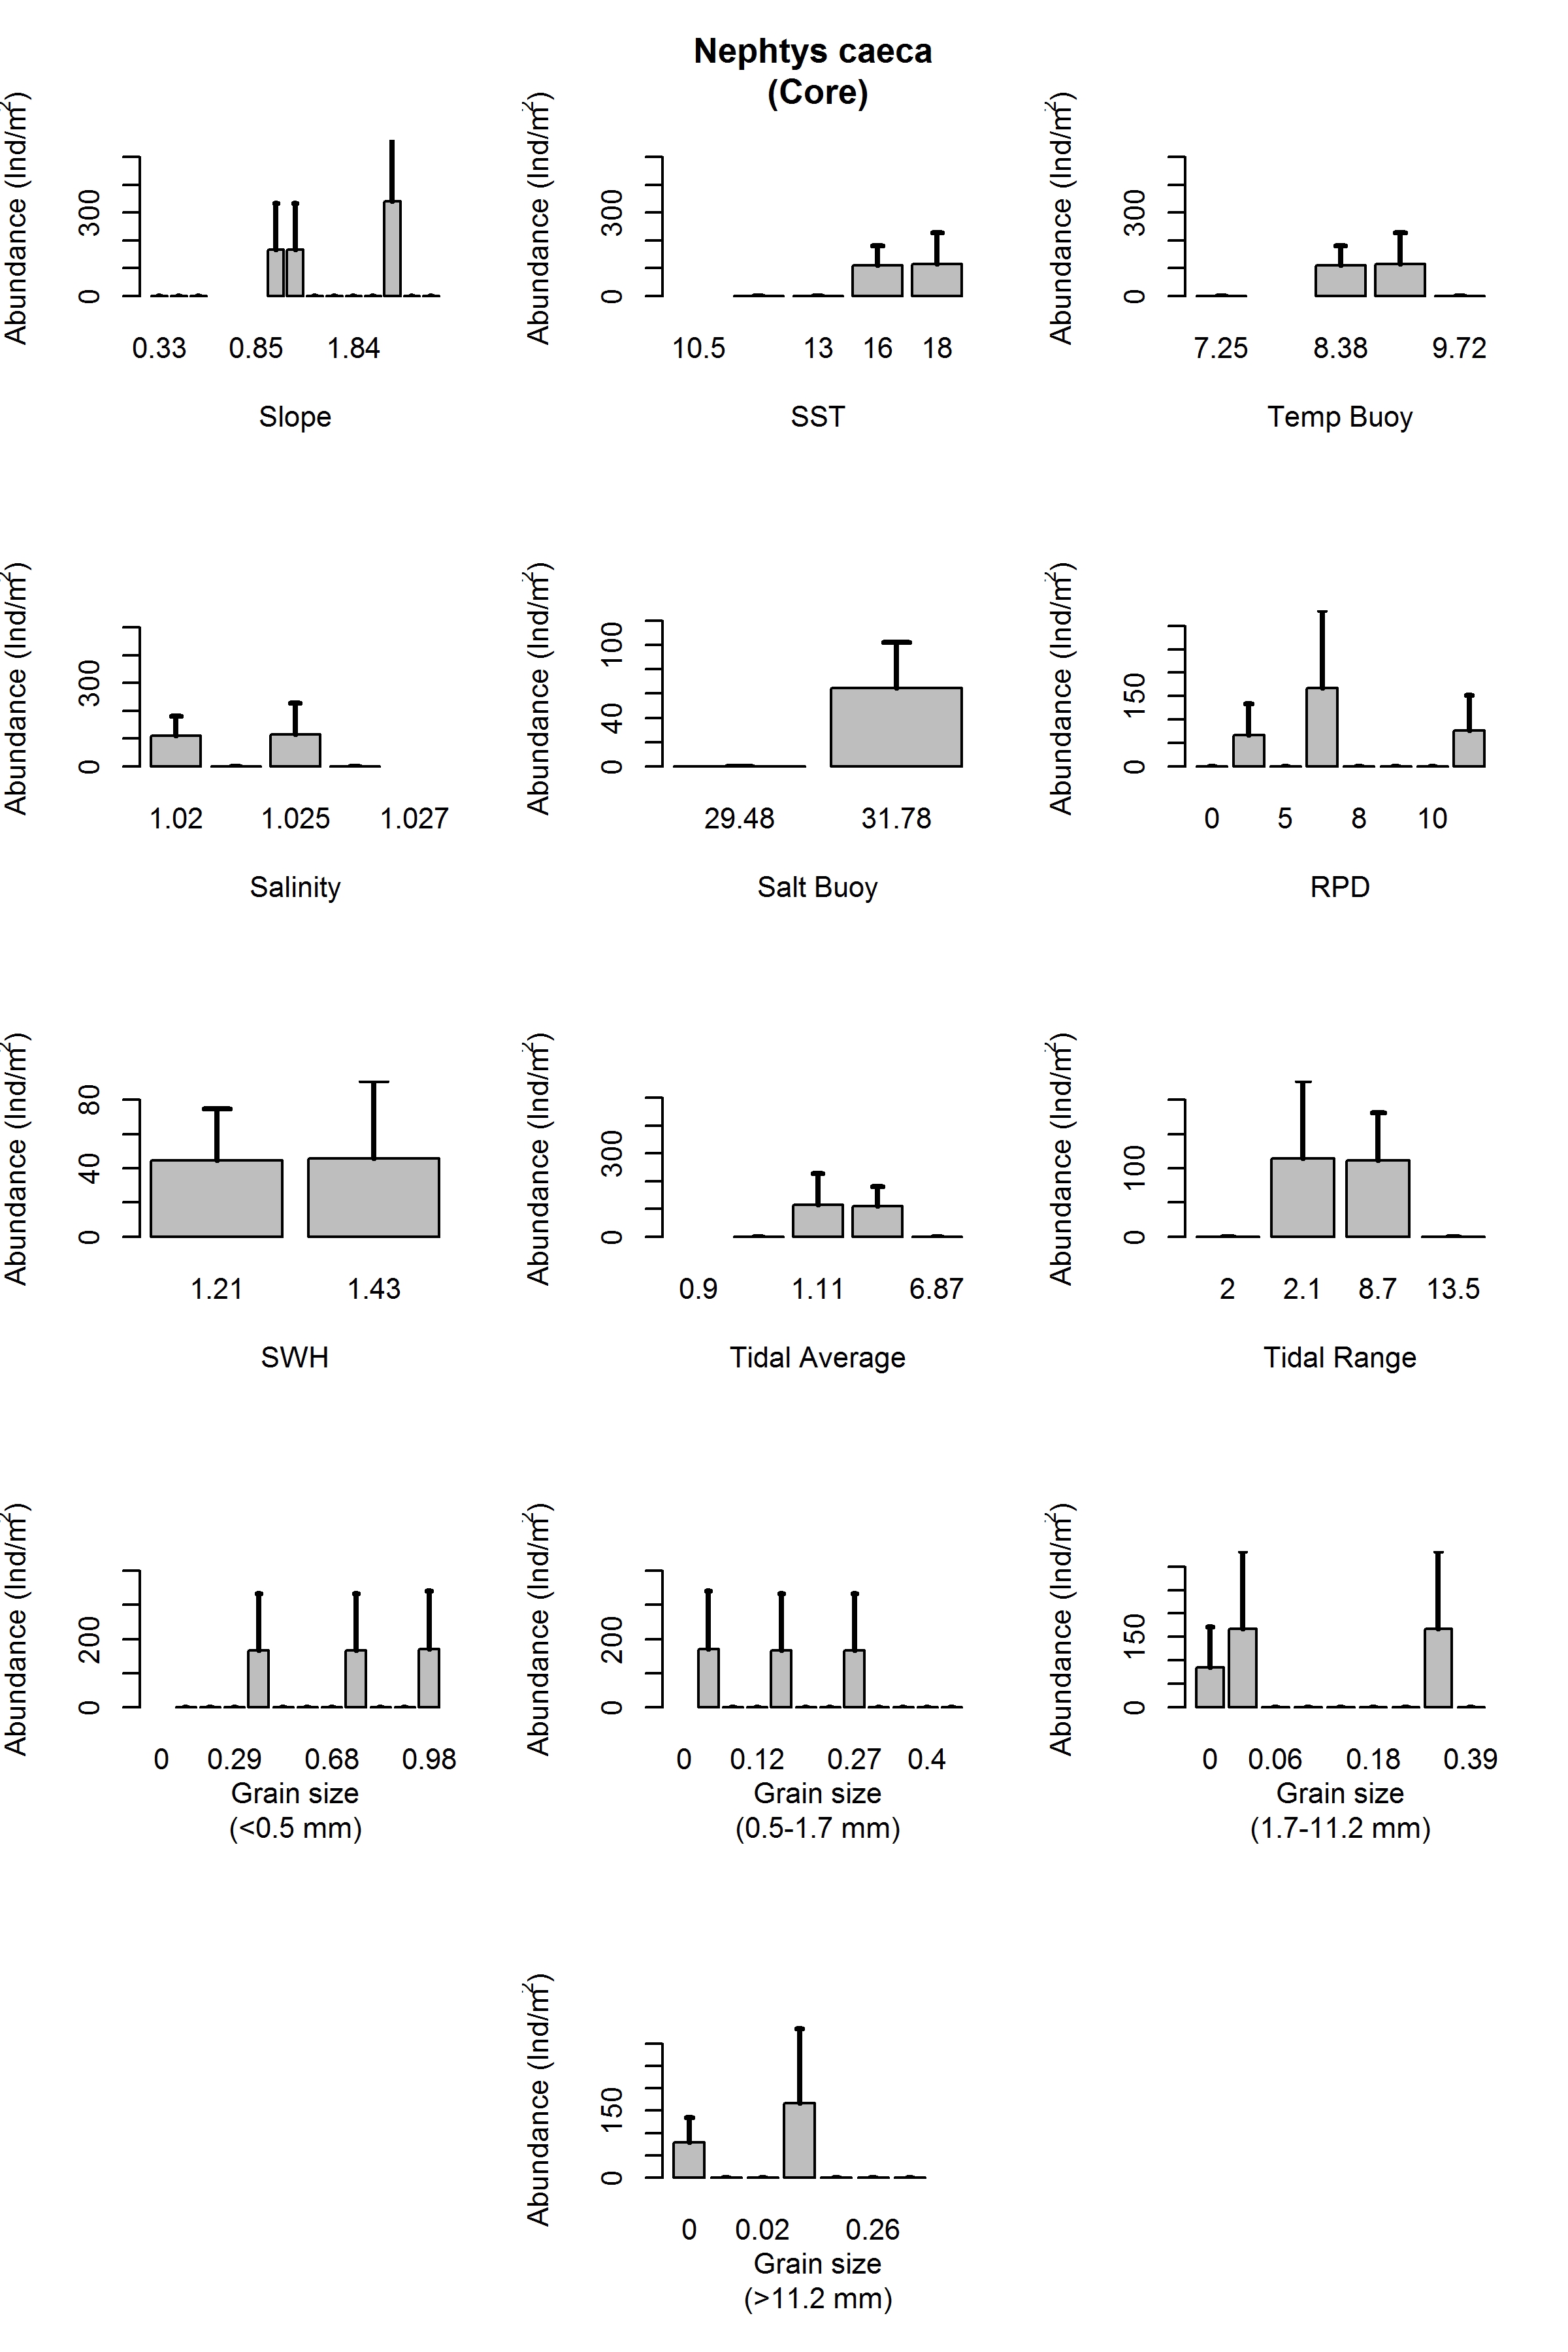 Nephtys caeca
(Core)
Abundance (Ind/m²)
0 300
0.33 0.85 1.84
Slope
Abundance (Ind/m²)
0 300
10.5 13 16 18
SST
Abundance (Ind/m²)
0 300
7.25 8.38 9.72
Temp Buoy
Abundance (Ind/m²)
0 300
1.02 1.025 1.027
Salinity
Abundance (Ind/m²)
0 40 100
29.48 31.78
Salt Buoy
Abundance (Ind/m²)
0 150
0 5 8 10
RPD
Abundance (Ind/m²)
0 40 80
1.21 1.43
SWH
Abundance (Ind/m²)
0 300
0.9 1.11 6.87
Tidal Average
Abundance (Ind/m²)
0 100
2 2.1 8.7 13.5
Tidal Range
Abundance (Ind/m²)
0 200
0 0.29 0.68 0.98
Grain size
(<0.5 mm)
Abundance (Ind/m²)
0 200
0 0.12 0.27 0.4
Grain size
(0.5-1.7 mm)
Abundance (Ind/m²)
0 150
0 0.06 0.18 0.39
Grain size
(1.7-11.2 mm)
Abundance (Ind/m²)
0 150
0 0.02 0.26
Grain size
(>11.2 mm)